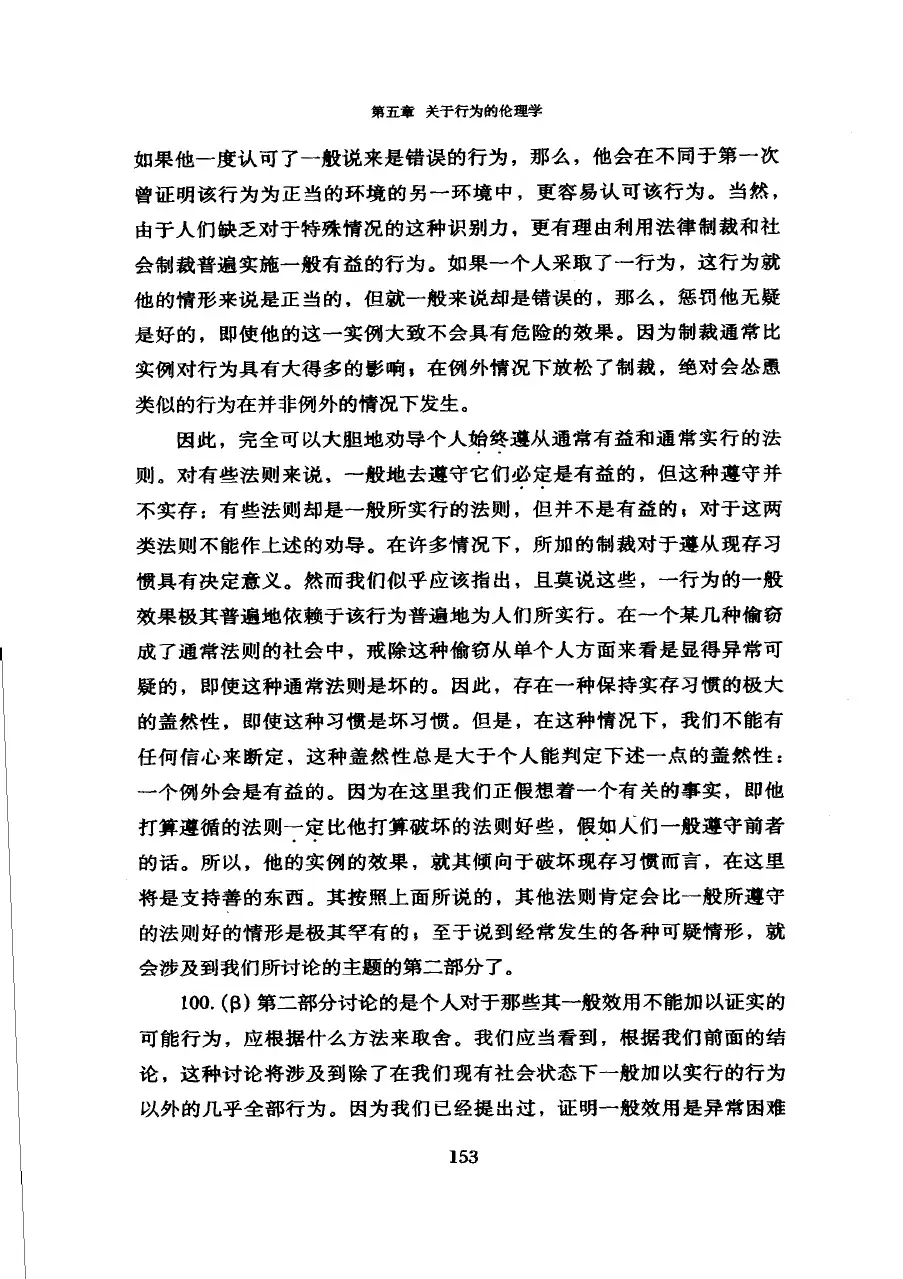 第五章 关于行为的伦理学
如果他一度认可了一般说来是错误的行为，那么，他会在不同于第一次
曾证明该行为为正当的环境的另一环境中，更容易认可该行为。当然，
由于人们缺乏对于特殊情况的这种识别力，更有理由利用法律制裁和社
会制裁普遍实施一般有益的行为。如果一个人采取了一行为，这行为就
他的情形来说是正当的，但就一般来说却是错误的，那么，惩罚他无疑
是好的，即使他的这一实例大致不会具有危险的效果。因为制裁通常比
实例对行为具有大得多的影响；在例外情况下放松了制裁，绝对会怂恿
类似的行为在并非例外的情况下发生。
因此，完全可以大胆地劝导个人始终遵从通常有益和通常实行的法
则。对有些法则来说，一般地去遵守它们必定是有益的，但这种遵守并
不实存；有些法则却是一般所实行的法则，但并不是有益的；对于这两
类法则不能作上述的劝导。在许多情况下，所加的制裁对于遵从现存习
惯具有决定意义。然而我们似乎应该指出，且莫说这些，一行为的一般
效果极其普遍地依赖于该行为普遍地为人们所实行。在一个某几种偷窃
成了通常法则的社会中，戒除这种偷窃从单个人方面来看是显得异常可
疑的，即使这种通常法则是坏的。因此，存在一种保持实存习惯的极大
的盖然性，即使这种习惯是坏习惯。但是，在这种情况下，我们不能有
任何信心来断定，这种盖然性总是大于个人能判定下述一点的盖然性：
一个例外会是有益的。因为在这里我们正假想着一个有关的事实，即他
打算遵循的法则一定比他打算破坏的法则好些，假如人们一般遵守前者
的话。所以，他的实例的效果，就其倾向于破坏现存习惯而言，在这里
将是支持善的东西。其按照上面所说的，其他法则肯定会比一般所遵守
的法则好的情形是极其罕有的；至于说到经常发生的各种可疑情形，就
会涉及到我们所讨论的主题的第二部分了。
100. (β) 第二部分讨论的是个人对于那些其一般效用不能加以证实的
可能行为，应根据什么方法来取舍。我们应当看到，根据我们前面的结
论，这种讨论将涉及到除了在我们现有社会状态下一般加以实行的行为
以外的几乎全部行为。因为我们已经提出过，证明一般效用是异常困难
153